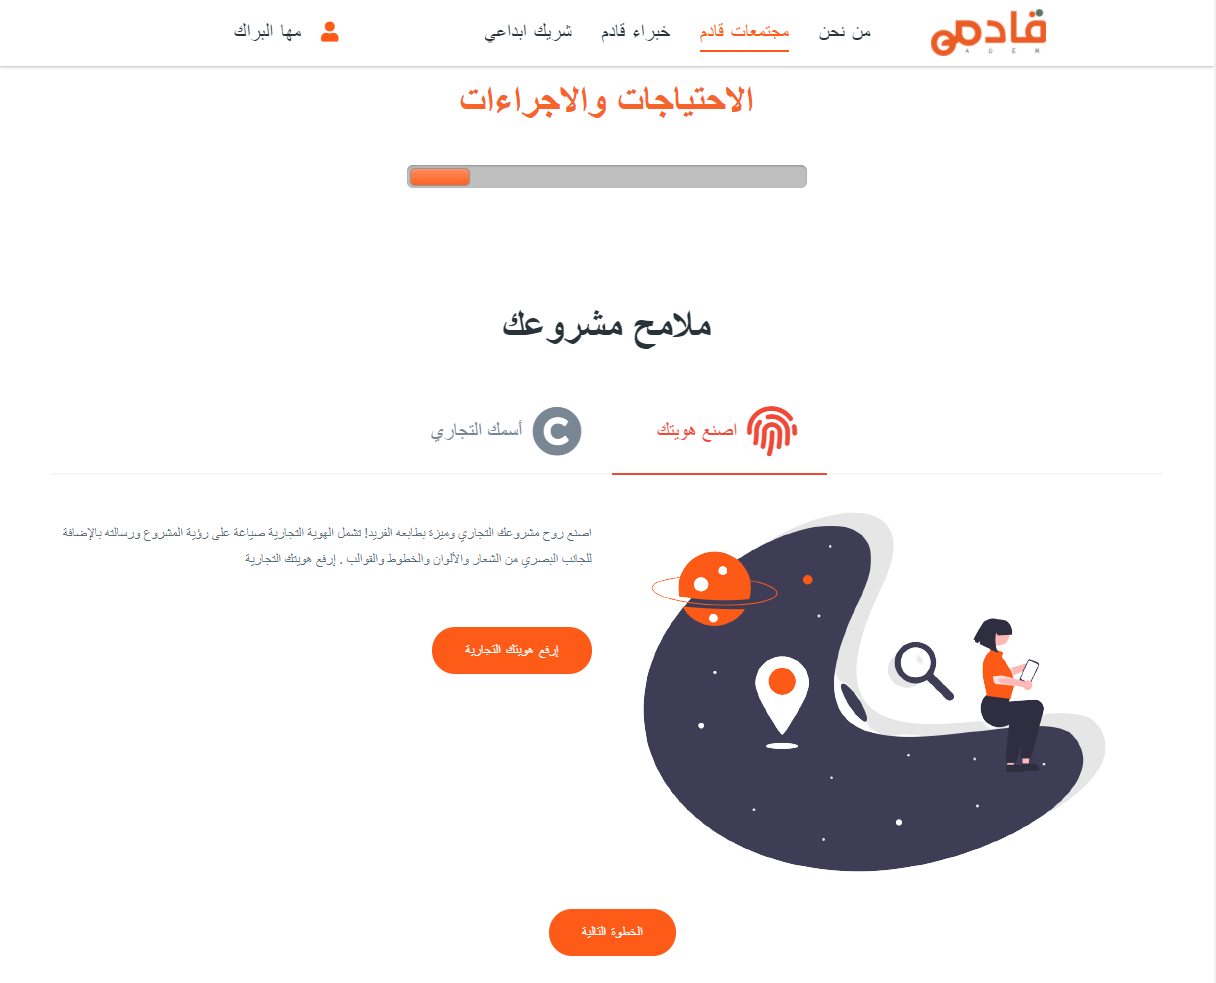 قادم
ADEM
من نحن
مجتمعات قادم
خبراء قادم
شريك ابداعي
مها البراك
الاحتياجات والاجراءات
ملامح مشروعك
اصنع هويتك
أسمك التجاري
اصنع روح مشروعك التجاري وميزة بطابعه الفريد! تشمل الهوية التجارية صياغة على رؤية المشروع ورسالته بالإضافة
للجانب البصري من الشعار والألوان والخطوط والقوالب . إرفع هويتك التجارية
إرفع هويتك التجارية
الخطوة التالية